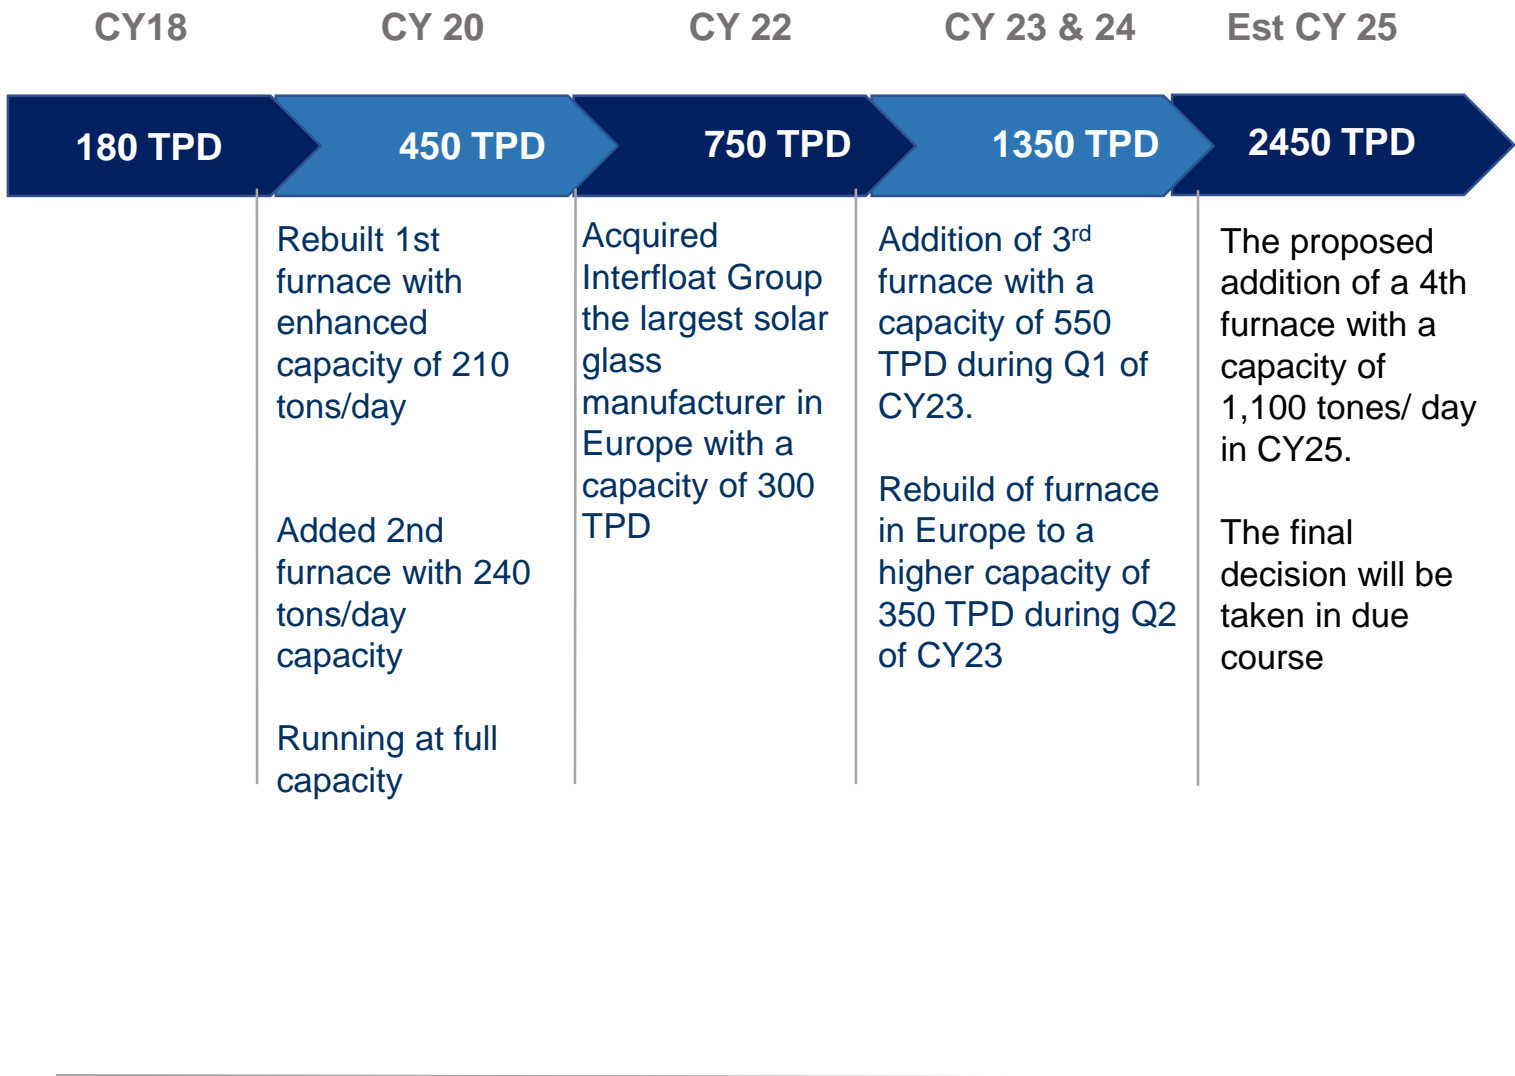 CY18
CY 20
CY 22
CY 23 & 24
Est CY 25
180 TPD
450 TPD
750 TPD
1350 TPD
2450 TPD
Rebuilt 1st
furnace with
enhanced
capacity of 210
tons/day
Added 2nd
furnace with 240
tons/day
capacity
Running at full
capacity
Acquired
Interfloat Group
the largest solar
glass
manufacturer in
Europe with a
capacity of 300
TPD
Addition of 3rd
furnace with a
capacity of 550
TPD during Q1 of
CY23.
Rebuild of furnace
in Europe to a
higher capacity of
350 TPD during Q2
of CY23
The proposed
addition of a 4th
furnace with a
capacity of
1,100 tones/ day
in CY25.
The final
decision will be
taken in due
course